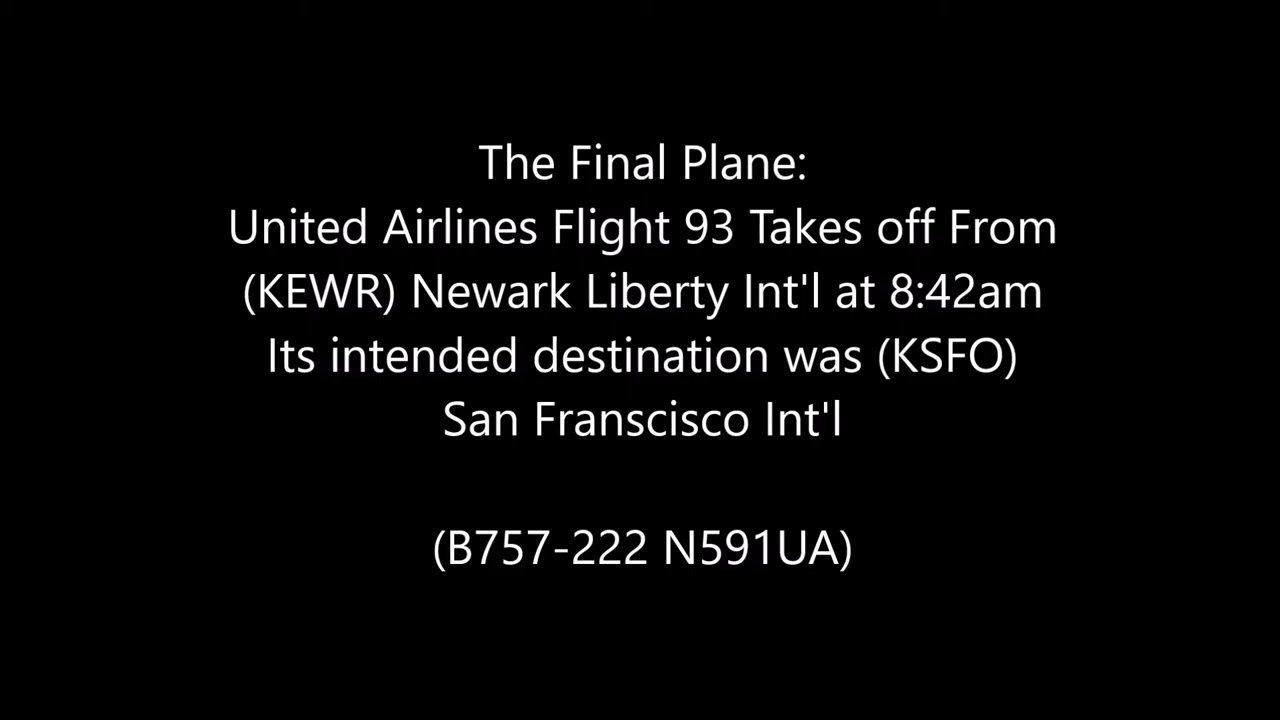 The Final Plane:
United Airlines Flight 93 Takes off From
(KEWR) Newark Liberty Int'l at 8:42am
Its intended destination was (KSFO)
San Franscisco Int'l
(B757-222 N591UA)